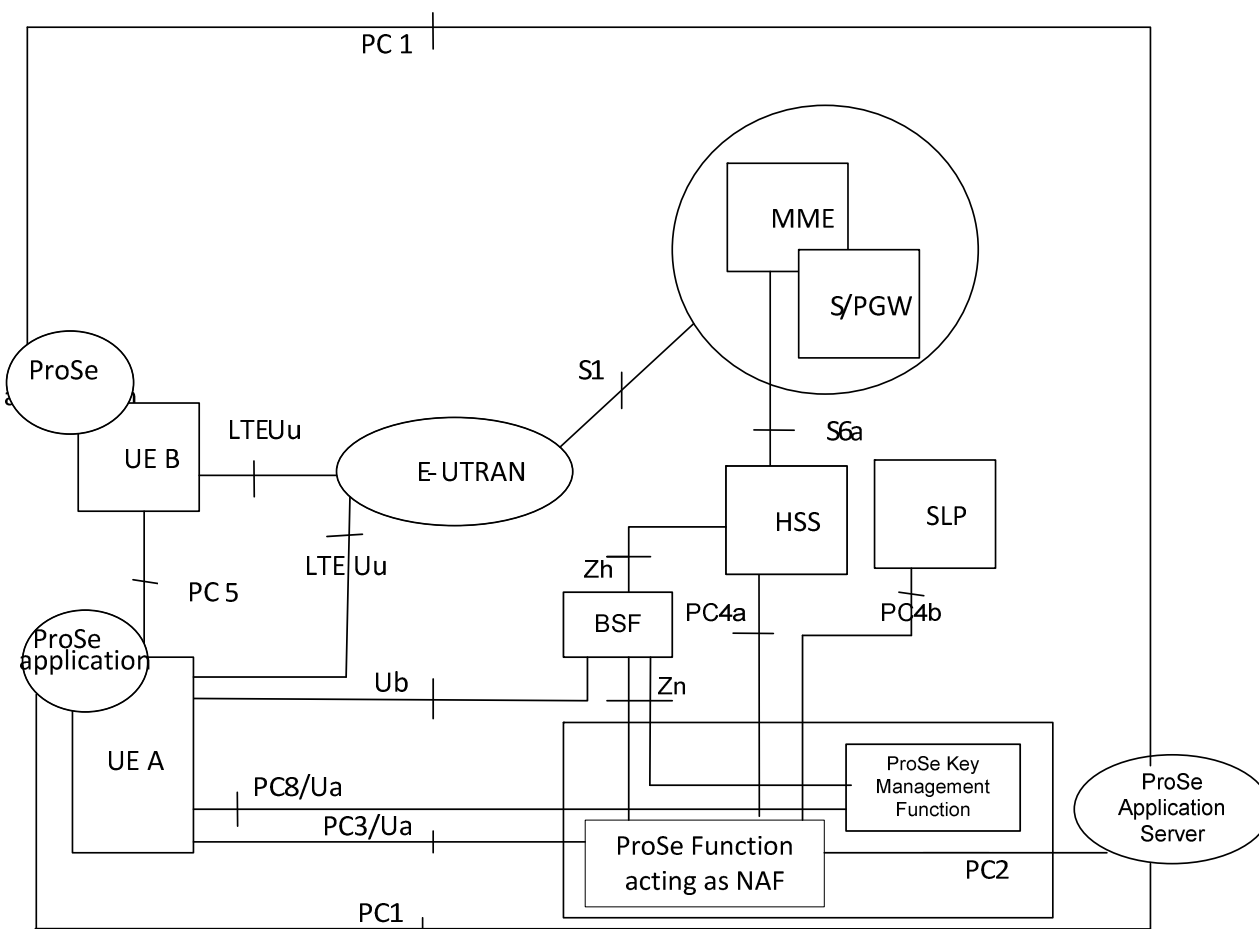 PC 1
MME
S/PGW
S1
ProSe
LTEUu
S6a
UE B
E-UTRAN
HSS
SLP
LTE Uu
Zh
PC 5
PC4a
PC4b
BSF
ProSe
application
Ub
Zn
UE A
ProSe Key
Management
Function
PC8/Ua
ProSe
Application
Server
PC3/Ua
ProSe Function
acting as NAF
PC2
PC1